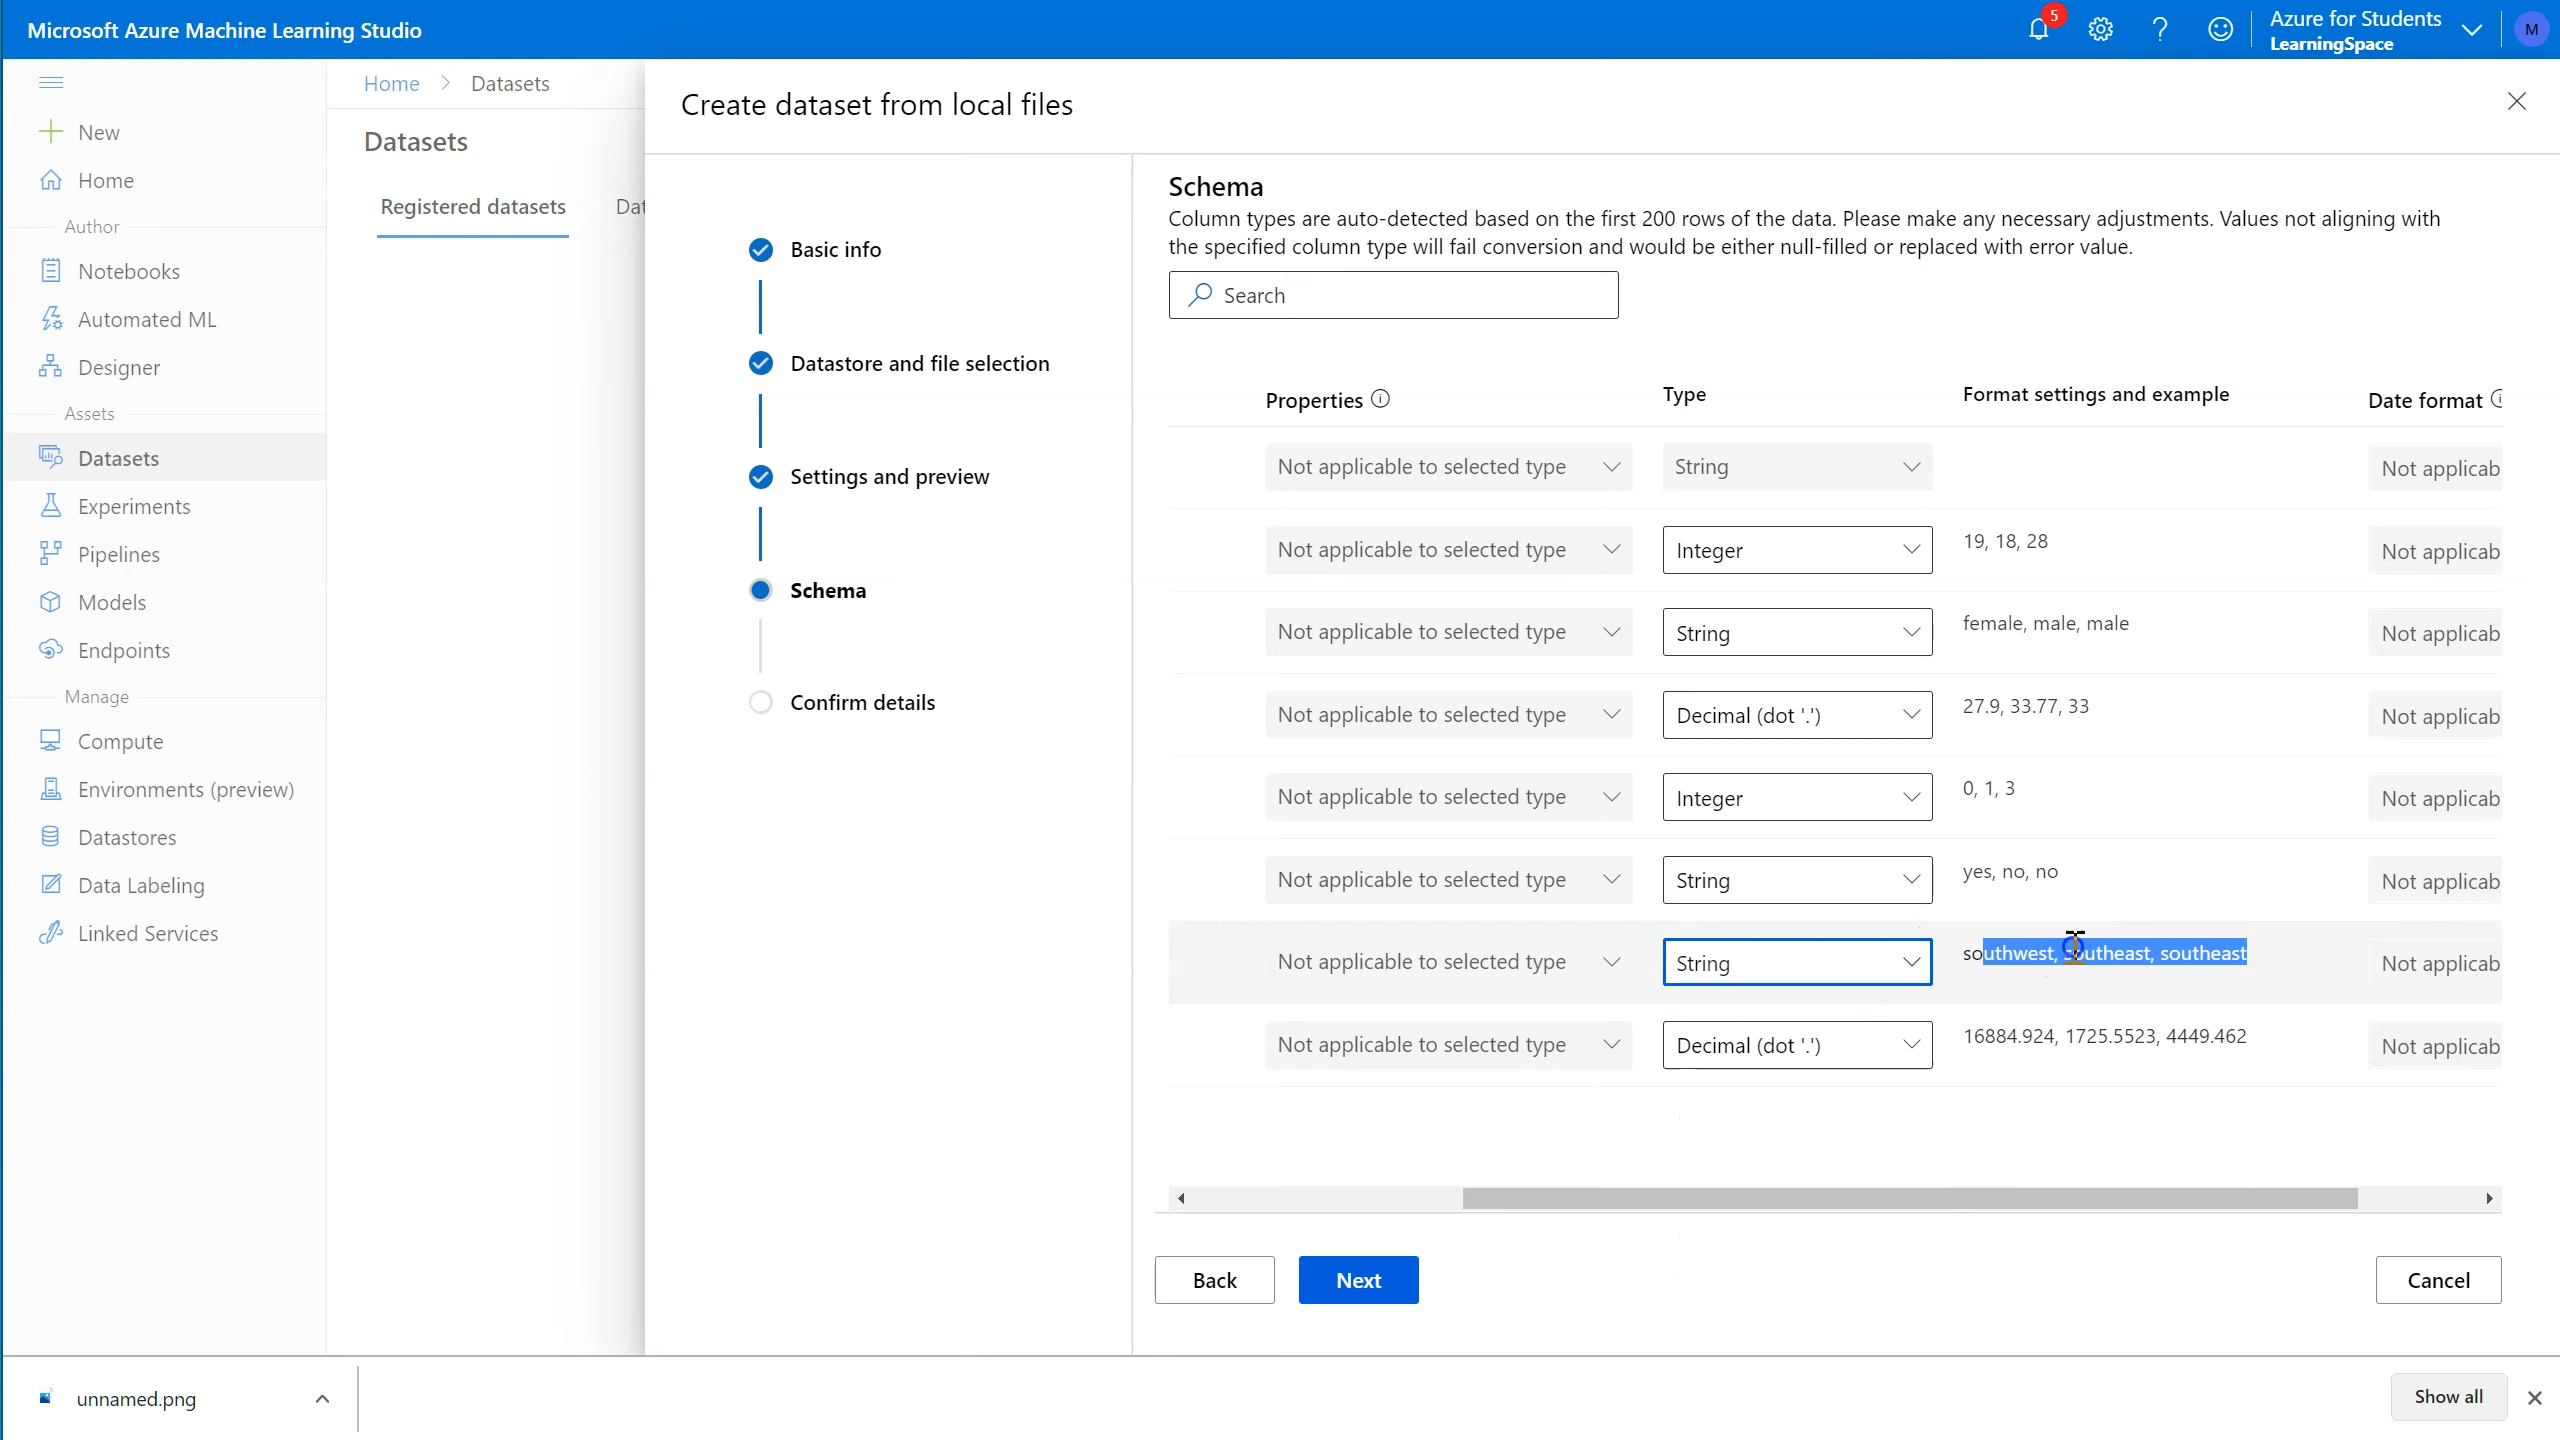 Microsoft Azure Machine Learning Studio
5
Azure for Students
LearningSpace
M
New
Home
Author
Notebooks
Automated ML
Designer
Assets
Datasets
Experiments
Pipelines
Models
Endpoints
Manage
Compute
Environments (preview)
Datastores
Data Labeling
Linked Services
Home > Datasets
Datasets
Registered datasets Dat
Create dataset from local files
Basic info
Datastore and file selection
Settings and preview
Schema
Confirm details
Schema
Column types are auto-detected based on the first 200 rows of the data. Please make any necessary adjustments. Values not aligning with
the specified column type will fail conversion and would be either null-filled or replaced with error value.
Search
Properties Type Format settings and example Date format
Not applicable to selected type String Not applicab
Not applicable to selected type Integer 19, 18, 28 Not applicab
Not applicable to selected type String female, male, male Not applicab
Not applicable to selected type Decimal (dot '.') 27.9, 33.77, 33 Not applicab
Not applicable to selected type Integer 0, 1, 3 Not applicab
Not applicable to selected type String yes, no, no Not applicab
Not applicable to selected type String southwest, southeast, southeast Not applicab
Not applicable to selected type Decimal (dot '.') 16884.924, 1725.5523, 4449.462 Not applicab
Back Next Cancel
unnamed.png
Show all